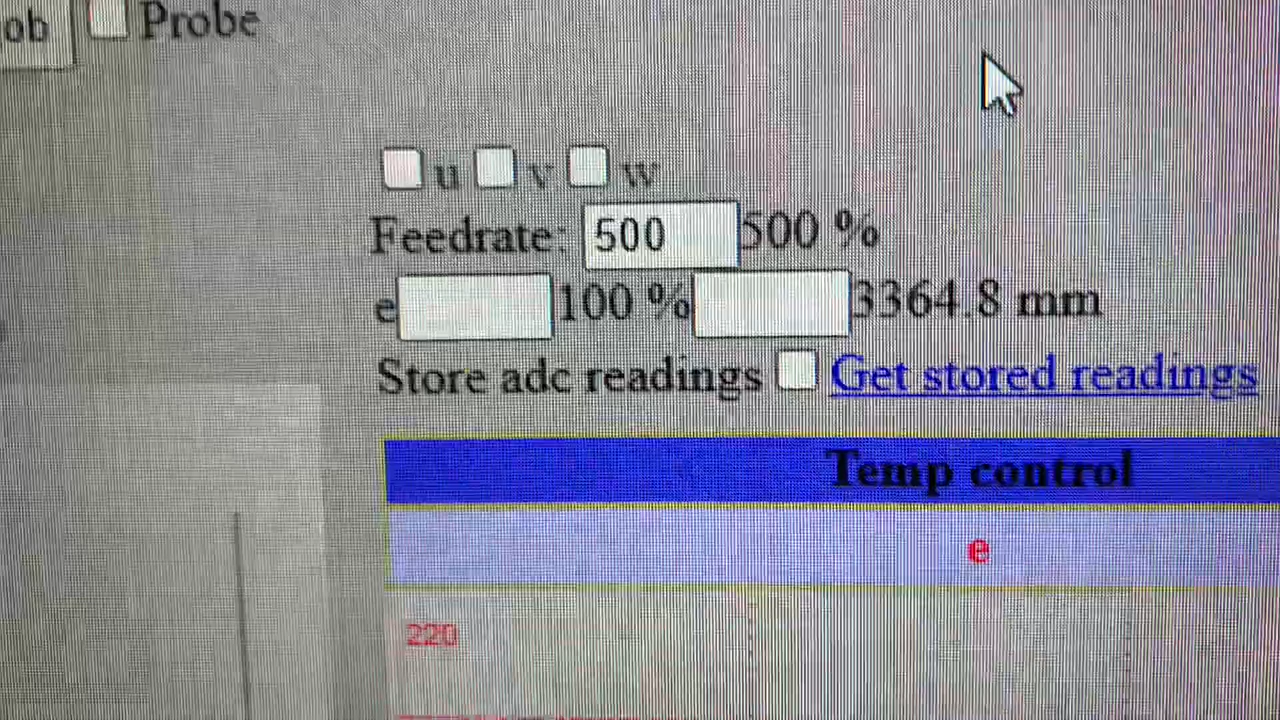 ob Probe
u v w
Feedrate: 500 500 %
e 100 % 3364.8 mm
Store adc readings Get stored readings
Temp control
e
220